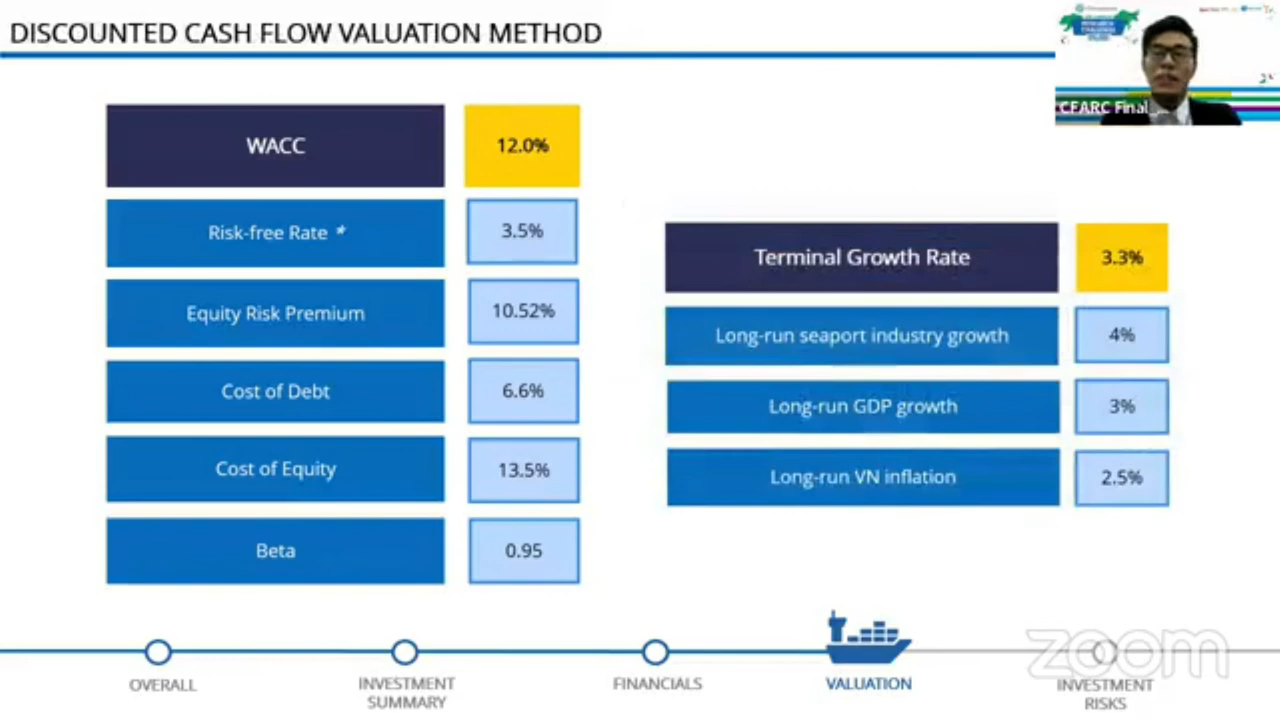 DISCOUNTED CASH FLOW VALUATION METHOD
CFARC Final
WACC
12.0%
Risk-free Rate *
3.5%
Equity Risk Premium
10.52%
Cost of Debt
6.6%
Cost of Equity
13.5%
Beta
0.95
Terminal Growth Rate
3.3%
Long-run seaport industry growth
4%
Long-run GDP growth
3%
Long-run VN inflation
2.5%
OVERALL
INVESTMENT
SUMMARY
FINANCIALS
VALUATION
INVESTMENT
RISKS
zoom